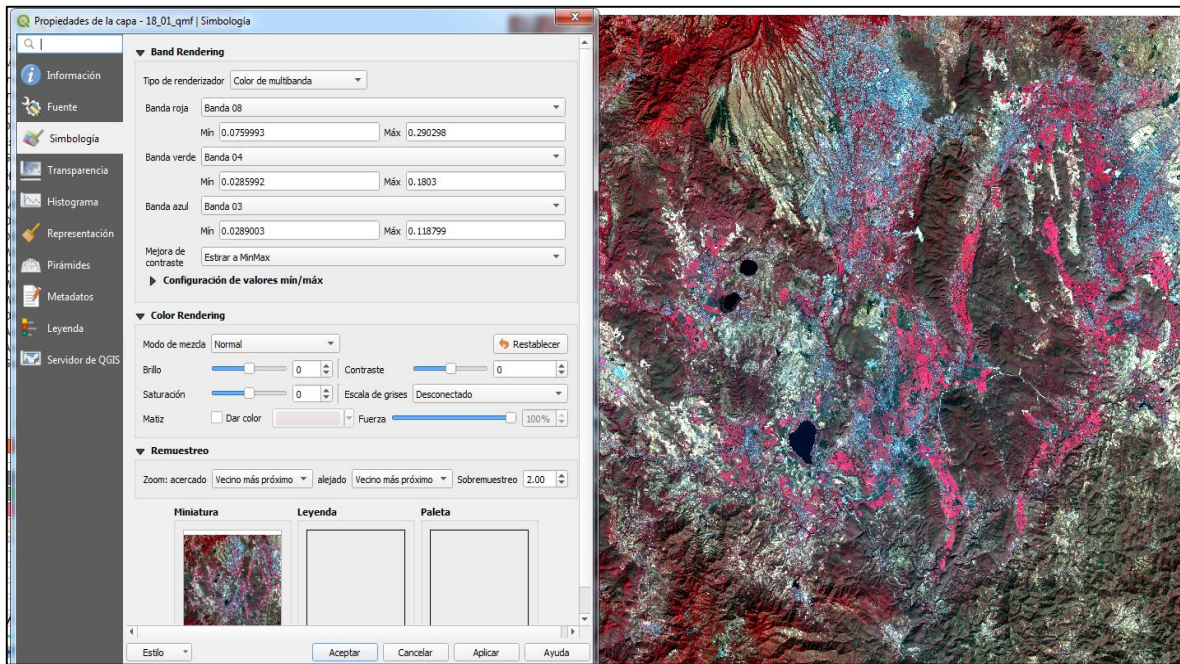 Propiedades de la capa - 18_01_qmf | Simbología
Información
Fuente
Simbología
Transparencia
Histograma
Representación
Pirámides
Metadatos
Leyenda
Servidor de QGIS
Band Rendering
Tipo de renderizador Color de multibanda
Banda roja Banda 08
Mín 0.0759993 Máx 0.290298
Banda verde Banda 04
Mín 0.0285992 Máx 0.1803
Banda azul Banda 03
Mín 0.0289003 Máx 0.118799
Mejora de
contraste Estirar a MinMax
Configuración de valores mín/máx
Color Rendering
Modo de mezcla Normal Restablecer
Brillo 0 Contraste 0
Saturación 0 Escala de grises Desconectado
Matiz Dar color Fuerza 100%
Remuestreo
Zoom: acercado Vecino más próximo alejado Vecino más próximo Sobremuestreo 2.00
Miniatura Leyenda Paleta
Estilo Aceptar Cancelar Aplicar Ayuda